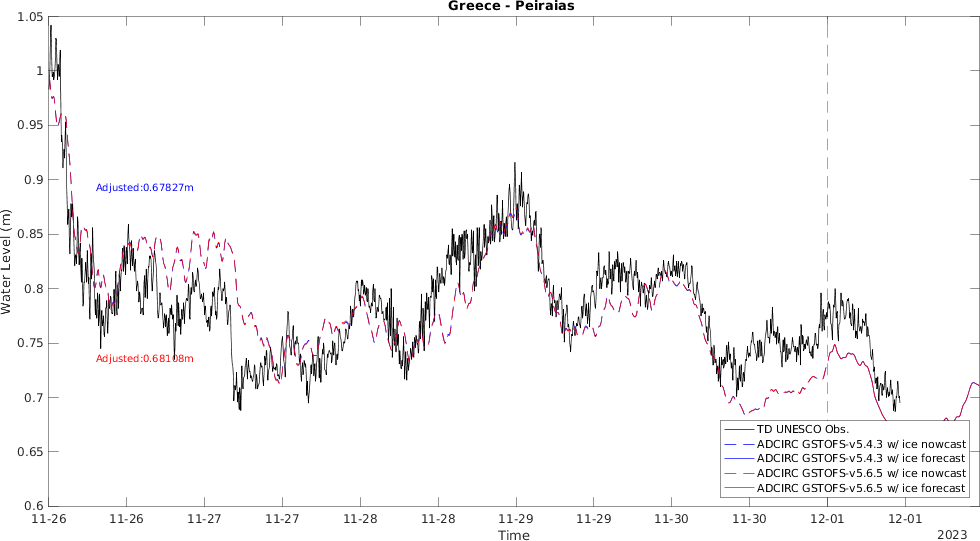 Greece - Peiraias
1.05
1
0.95
0.9
0.85
0.8
0.75
0.7
0.65
0.6
Water Level (m)
Adjusted:0.67827m
Adjusted:0.68108m
TD UNESCO Obs.
ADCIRC GSTOFS-v5.4.3 w/ ice nowcast
ADCIRC GSTOFS-v5.4.3 w/ ice forecast
ADCIRC GSTOFS-v5.6.5 w/ ice nowcast
ADCIRC GSTOFS-v5.6.5 w/ ice forecast
11-26 11-26 11-27 11-27 11-28 11-28 11-29 11-29 11-30 11-30 12-01 12-01
Time
2023